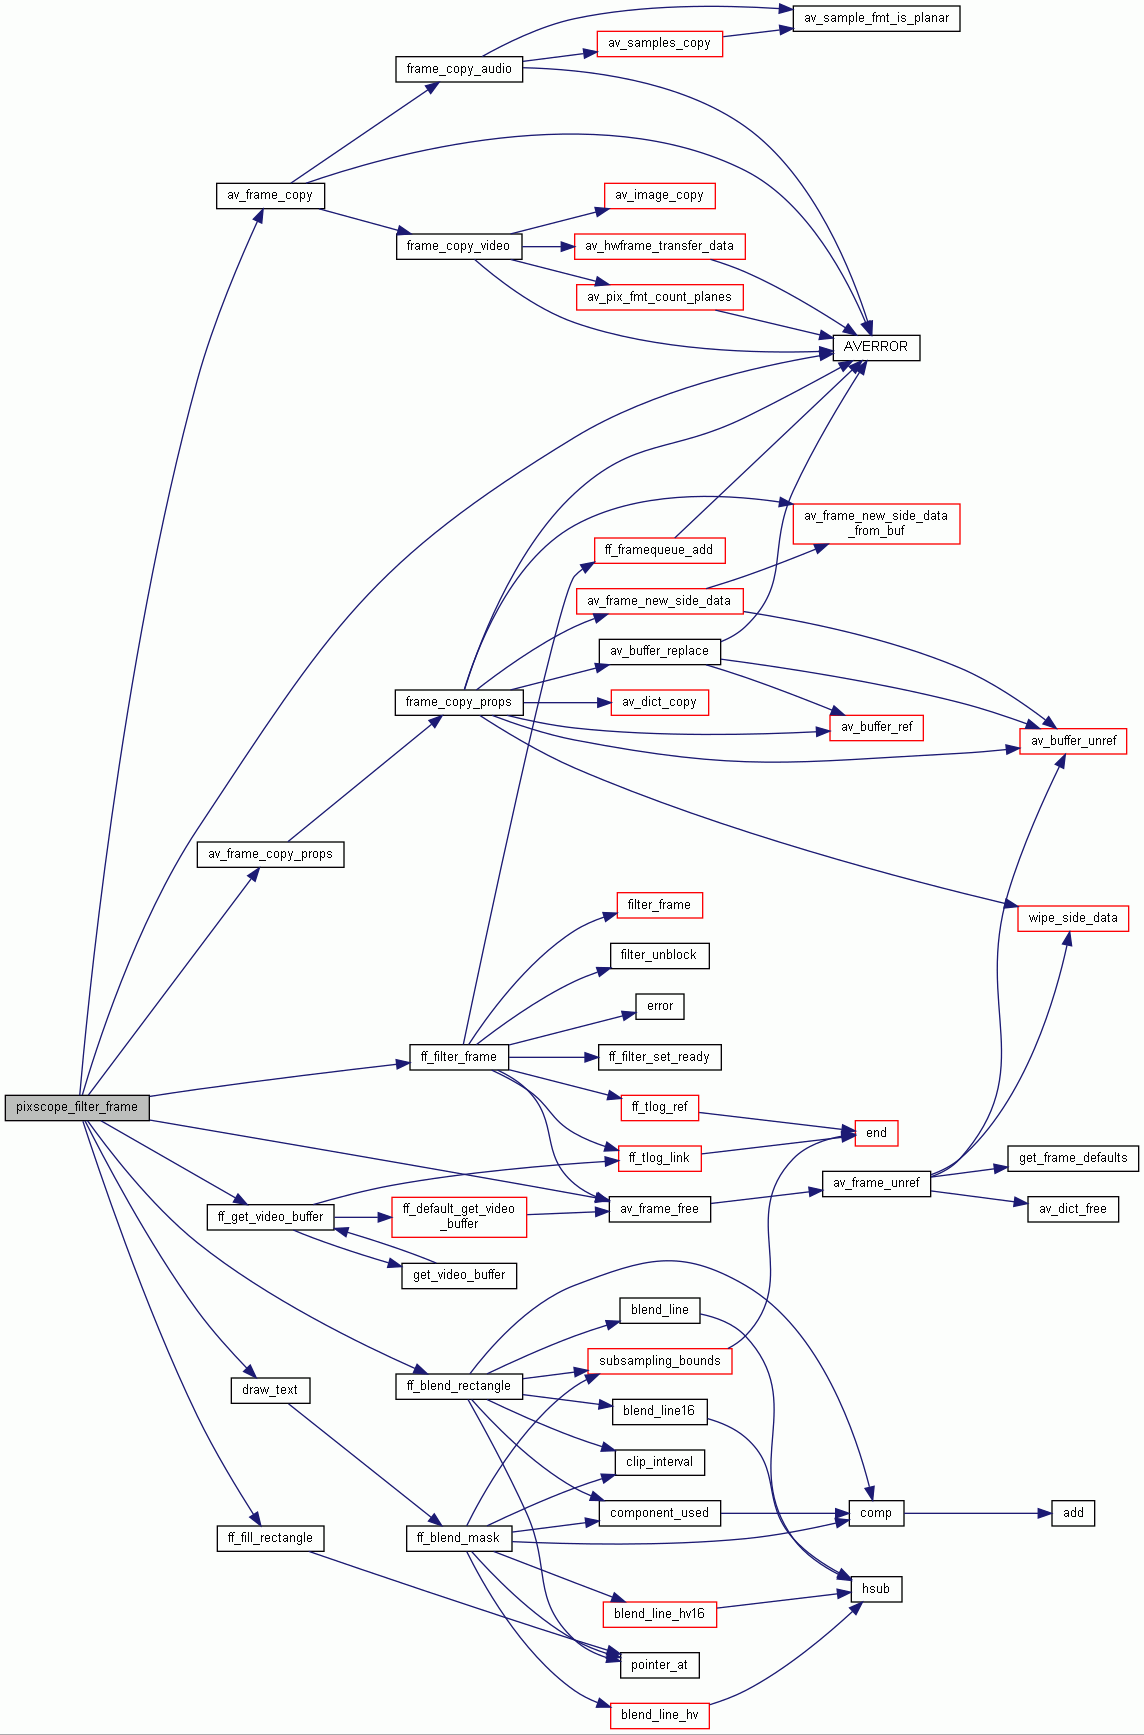 av_sample_fmt_is_planar
av_samples_copy
frame_copy_audio
av_frame_copy
av_image_copy
frame_copy_video
av_hwframe_transfer_data
av_pix_fmt_count_planes
AVERROR
av_frame_new_side_data
_from_buf
ff_framequeue_add
av_frame_new_side_data
av_buffer_replace
frame_copy_props
av_dict_copy
av_buffer_ref
av_buffer_unref
av_frame_copy_props
filter_frame
wipe_side_data
filter_unblock
error
ff_filter_frame
ff_filter_set_ready
pixscope_filter_frame
ff_tlog_ref
end
ff_tlog_link
get_frame_defaults
av_frame_unref
ff_get_video_buffer
ff_default_get_video
_buffer
av_frame_free
av_dict_free
get_video_buffer
blend_line
subsampling_bounds
draw_text
ff_blend_rectangle
blend_line16
clip_interval
component_used
comp
add
ff_fill_rectangle
ff_blend_mask
hsub
blend_line_hv16
pointer_at
blend_line_hv